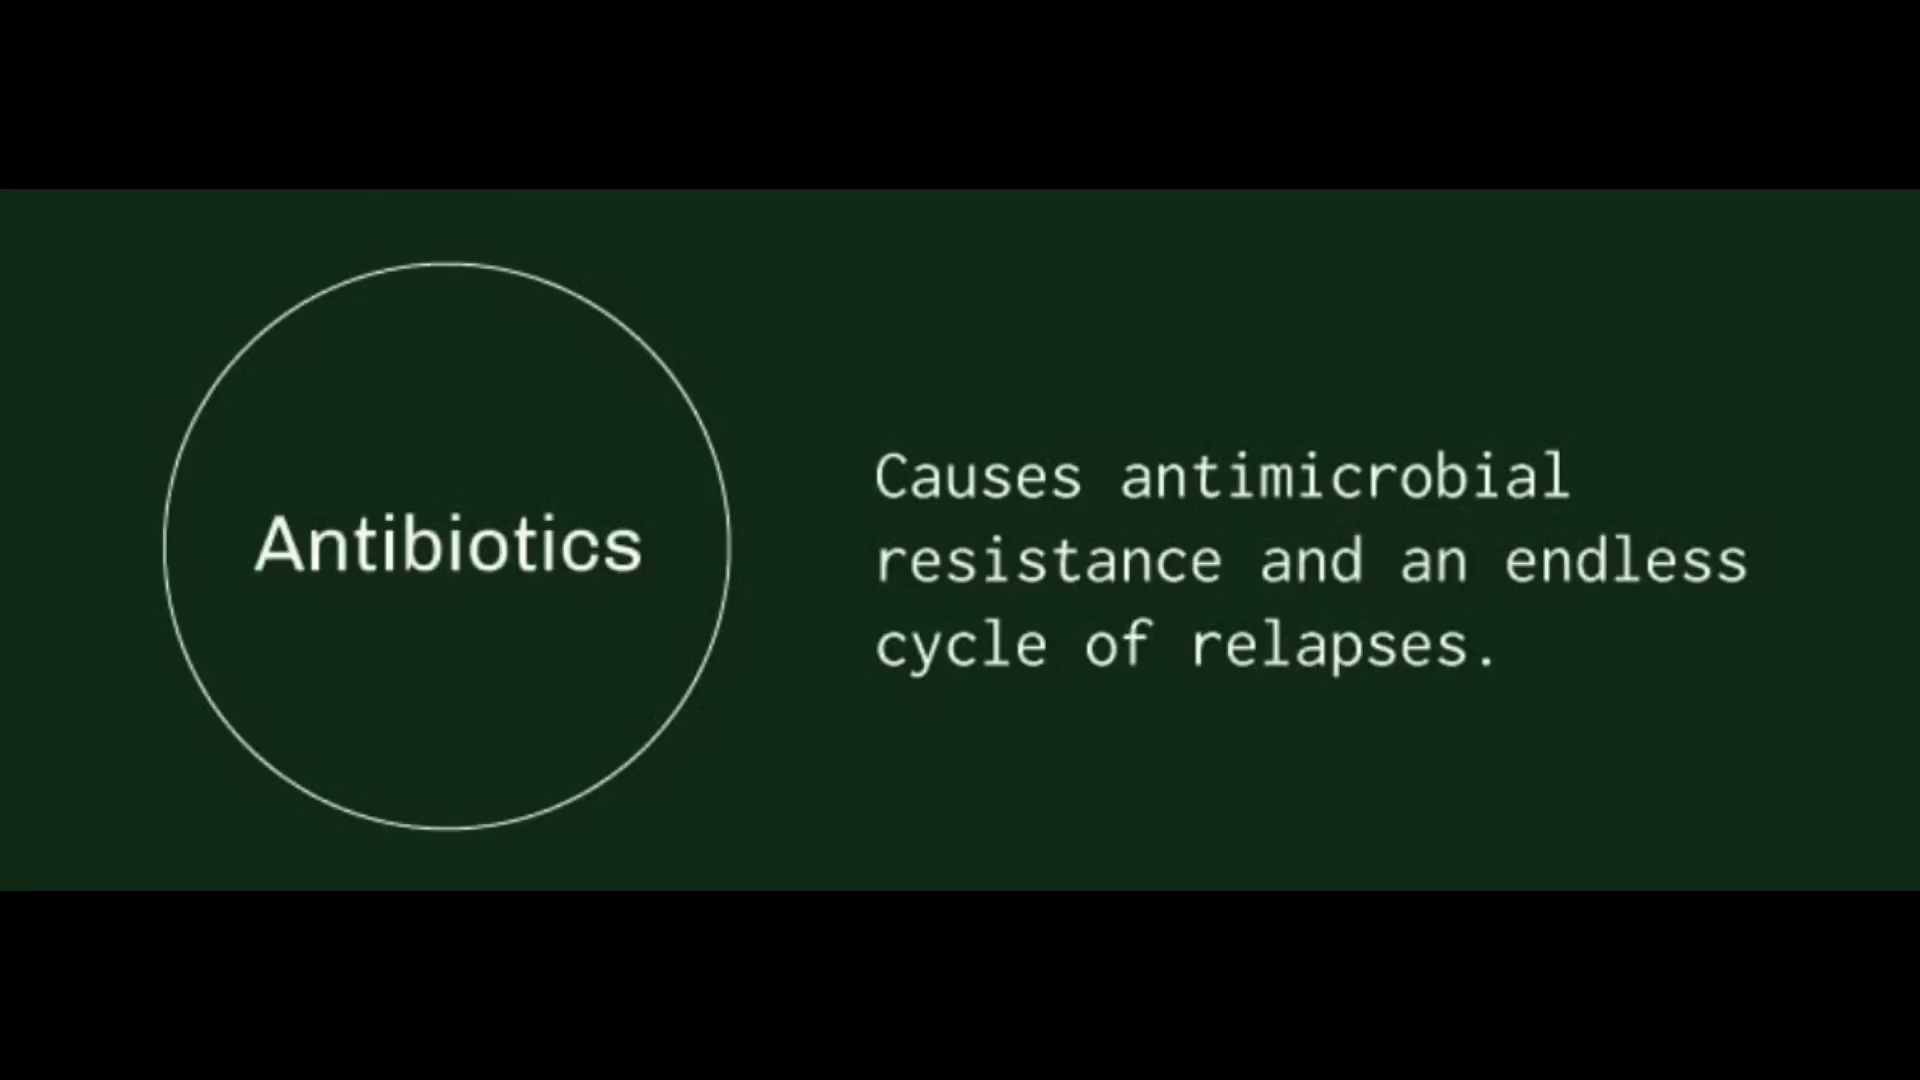 Antibiotics
Causes antimicrobial
resistance and an endless
cycle of relapses.